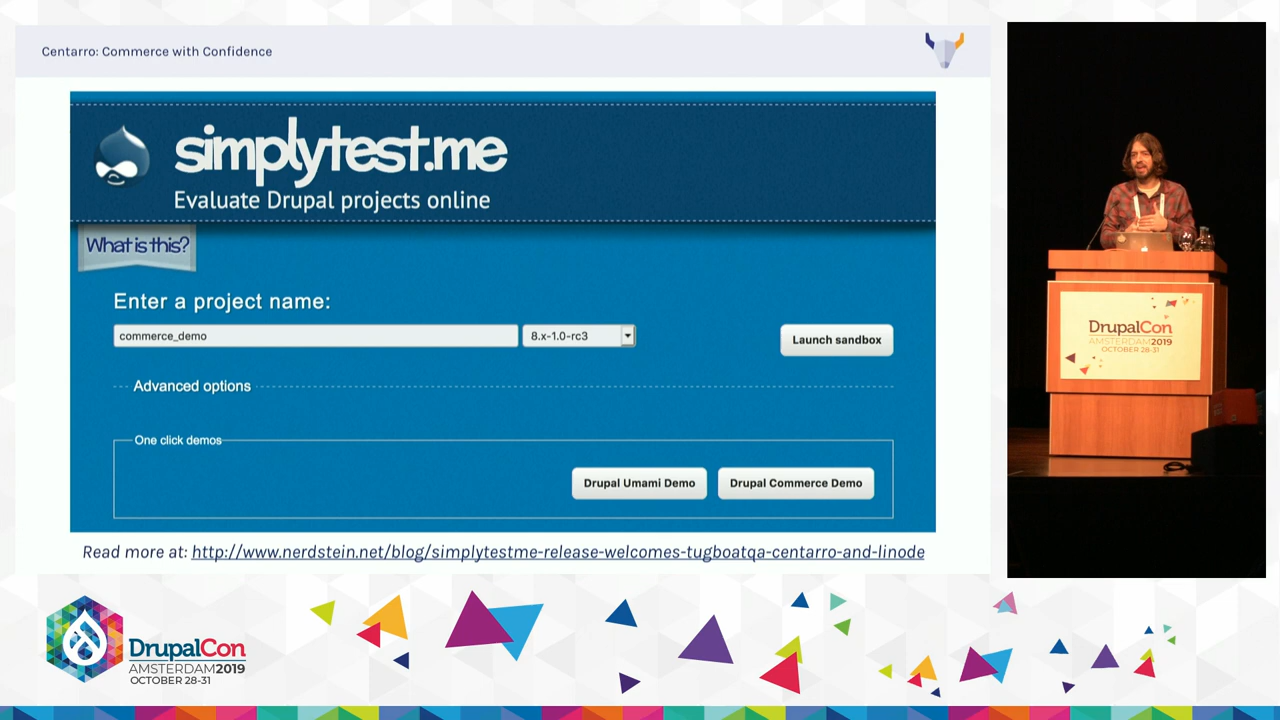 Centarro: Commerce with Confidence
simplytest.me
Evaluate Drupal projects online
What is this?
Enter a project name:
commerce_demo
8.x-1.0-rc3
Launch sandbox
Advanced options
One click demos
Drupal Umami Demo
Drupal Commerce Demo
Read more at: http://www.nerdstein.net/blog/simplytestme-release-welcomes-tugboatqa-centarro-and-linode
DrupalCon
AMSTERDAM2019
OCTOBER 28-31
DrupalCon
AMSTERDAM2019
OCTOBER 28-31